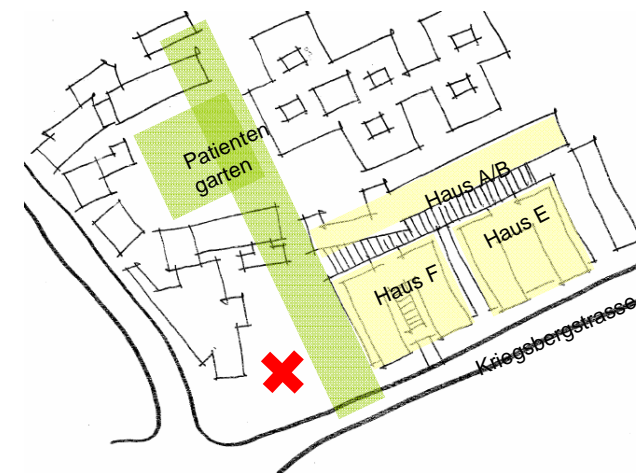 Patienten
garten
Haus A/B
Haus E
Haus F
Kriegsbergstrasse